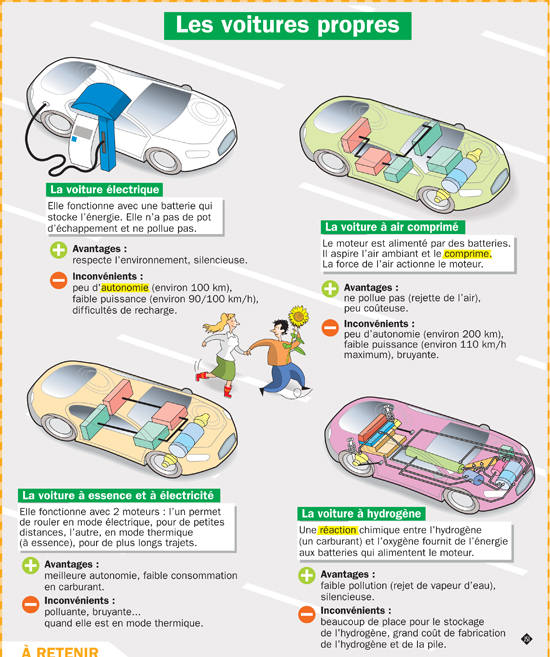 Les voitures propres
La voiture électrique
Elle fonctionne avec une batterie qui
stocke l'énergie. Elle n'a pas de pot
d'échappement et ne pollue pas.
Avantages :
respecte l'environnement, silencieuse.
Inconvénients :
peu d'autonomie (environ 100 km),
faible puissance (environ 90/100 km/h),
difficultés de recharge.
La voiture à air comprimé
Le moteur est alimenté par des batteries.
Il aspire l'air ambiant et le comprime.
La force de l'air actionne le moteur.
Avantages :
ne pollue pas (rejette de l'air),
peu coûteuse.
Inconvénients :
peu d'autonomie (environ 200 km),
faible puissance (environ 110 km/h
maximum), bruyante.
La voiture à essence et à électricité
Elle fonctionne avec 2 moteurs : l'un permet
de rouler en mode électrique, pour de petites
distances, l'autre, en mode thermique
(à essence), pour de plus longs trajets.
Avantages :
meilleure autonomie, faible consommation
en carburant.
Inconvénients :
polluante, bruyante...
quand elle est en mode thermique.
La voiture à hydrogène
Une réaction chimique entre l'hydrogène
(un carburant) et l'oxygène fournit de l'énergie
aux batteries qui alimentent le moteur.
Avantages :
faible pollution (rejet de vapeur d'eau),
silencieuse.
Inconvénients :
beaucoup de place pour le stockage
de l'hydrogène, grand coût de fabrication
de l'hydrogène et de la pile.
À RETENIR